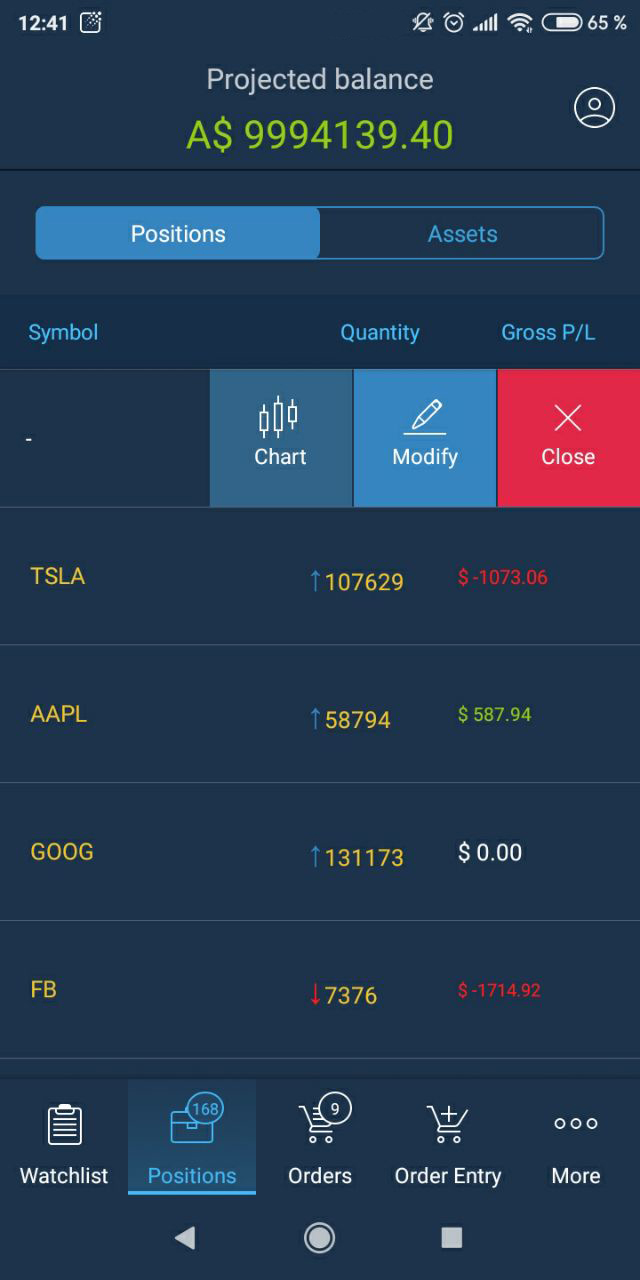 12:41 65 %
Projected balance
A$ 9994139.40
Positions Assets
Symbol Quantity Gross P/L
- Chart Modify Close
TSLA ↑107629 $ -1073.06
AAPL ↑58794 $ 587.94
GOOG ↑131173 $ 0.00
FB ↓7376 $ -1714.92
168 9
Watchlist Positions Orders Order Entry More